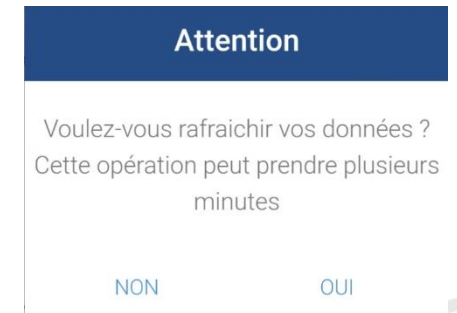 Attention
Voulez-vous rafraichir vos données ?
Cette opération peut prendre plusieurs
minutes
NON OUI